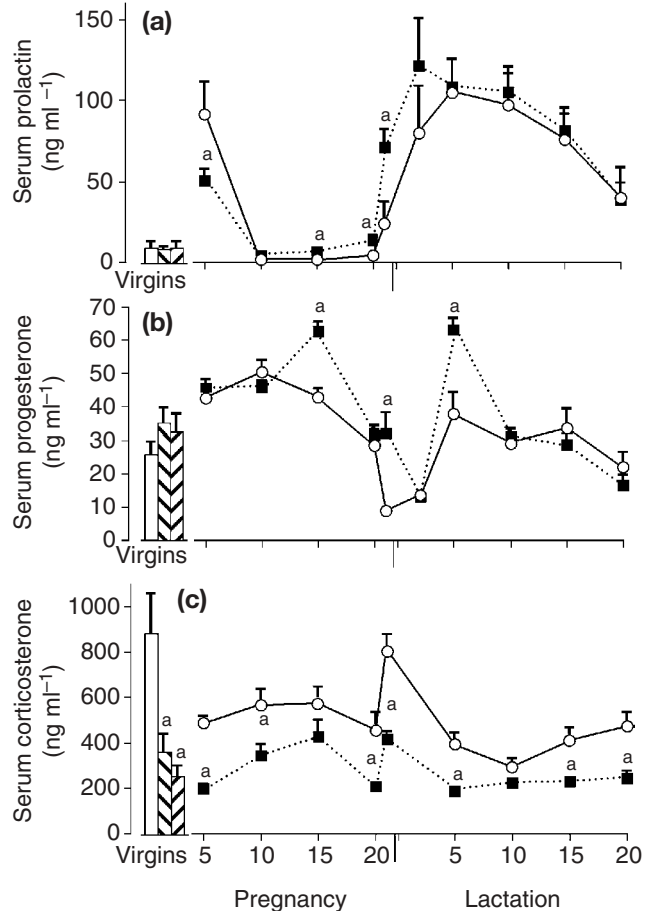 (a)
Serum prolactin
(ng ml⁻¹)
150
100
50
0
a
a
a
a
Virgins
(b)
Serum progesterone
(ng ml⁻¹)
70
60
50
40
30
20
10
0
a
a
a
Virgins
(c)
Serum corticosterone
(ng ml⁻¹)
1000
800
600
400
200
0
a
a
a
a
a
a
a
a
a
Virgins
5 10 15 20 5 10 15 20
Pregnancy Lactation